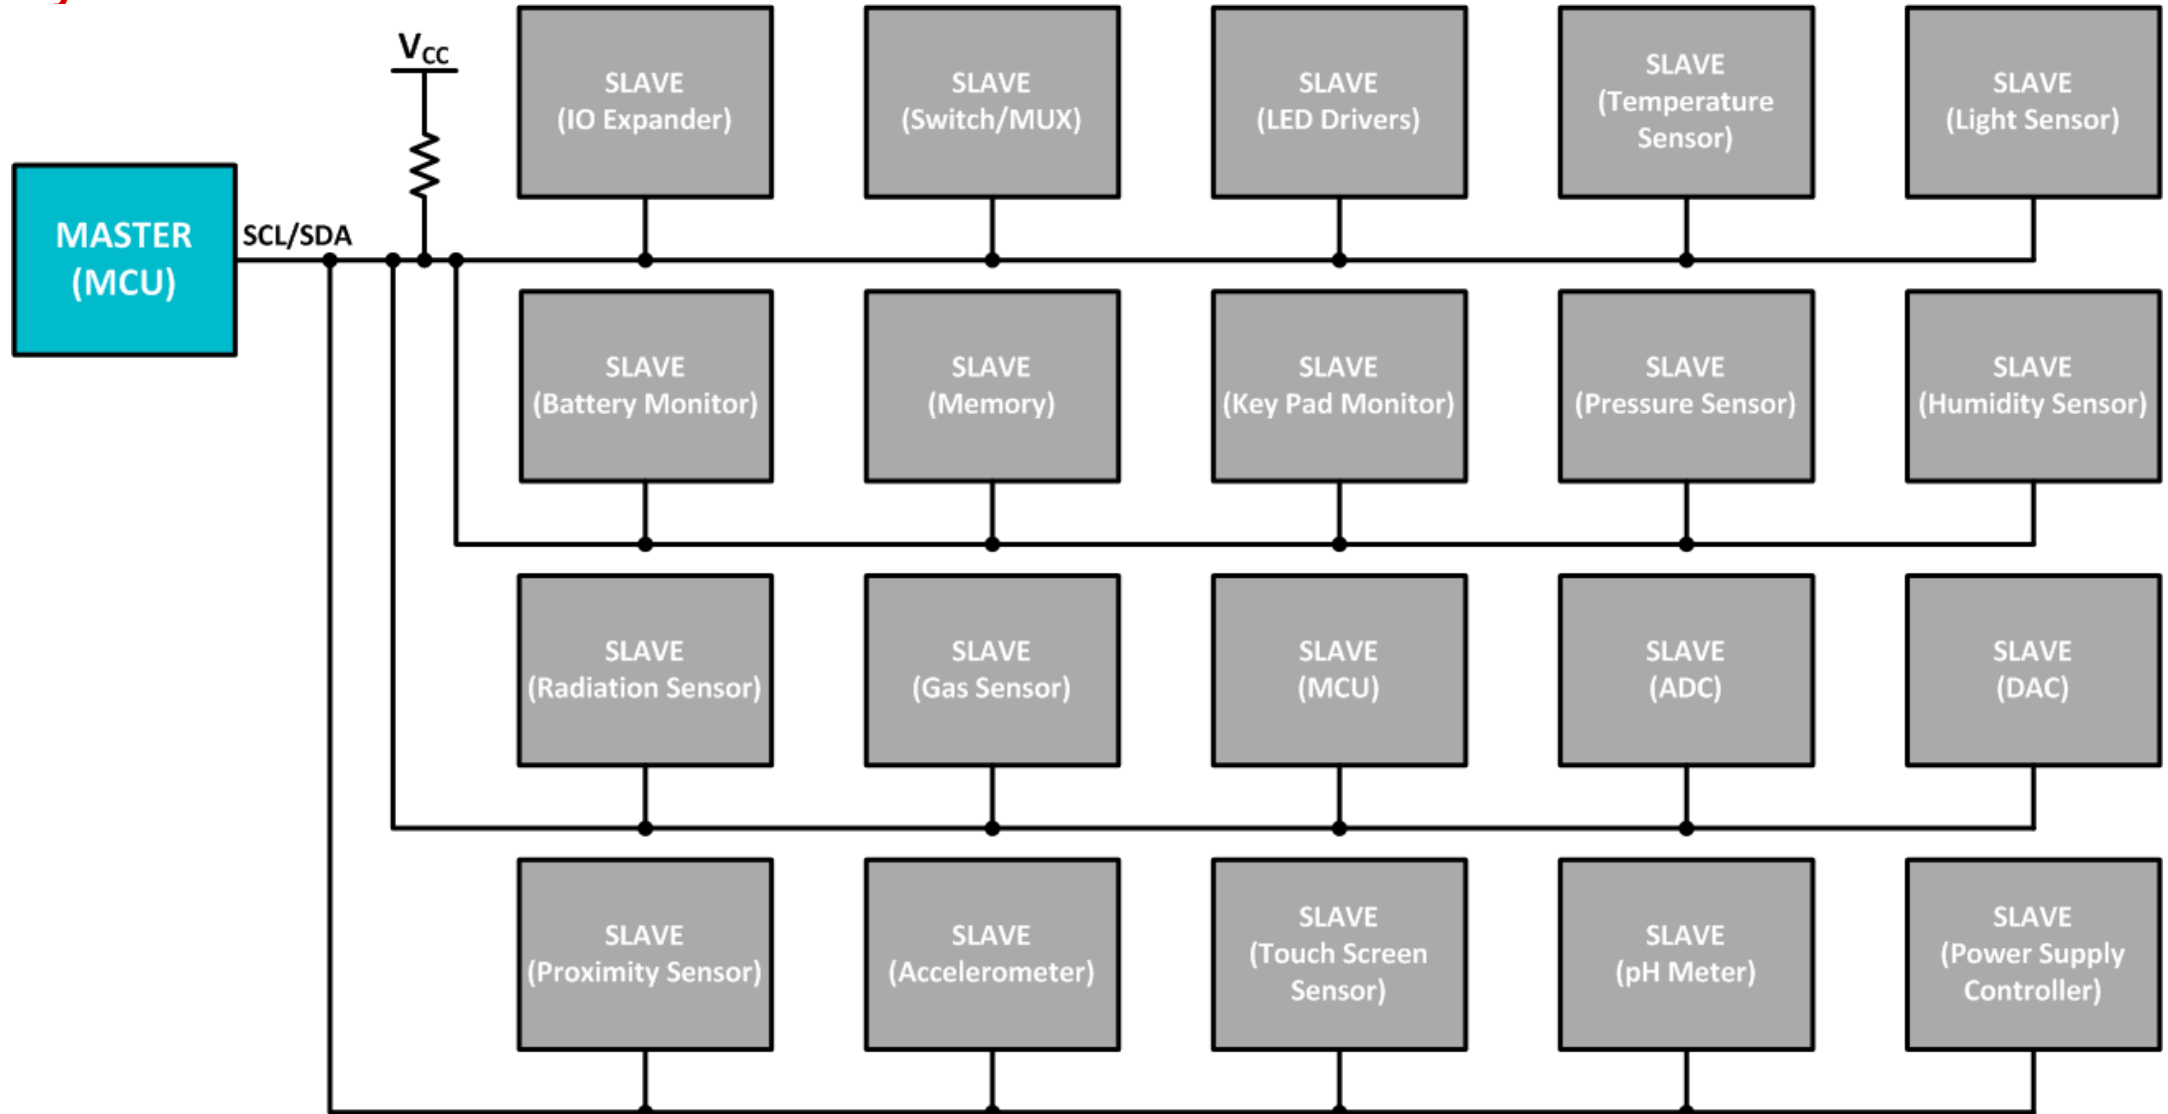 V_CC
SLAVE
(IO Expander)
SLAVE
(Switch/MUX)
SLAVE
(LED Drivers)
SLAVE
(Temperature
Sensor)
SLAVE
(Light Sensor)
MASTER
(MCU)
SCL/SDA
SLAVE
(Battery Monitor)
SLAVE
(Memory)
SLAVE
(Key Pad Monitor)
SLAVE
(Pressure Sensor)
SLAVE
(Humidity Sensor)
SLAVE
(Radiation Sensor)
SLAVE
(Gas Sensor)
SLAVE
(MCU)
SLAVE
(ADC)
SLAVE
(DAC)
SLAVE
(Proximity Sensor)
SLAVE
(Accelerometer)
SLAVE
(Touch Screen
Sensor)
SLAVE
(pH Meter)
SLAVE
(Power Supply
Controller)